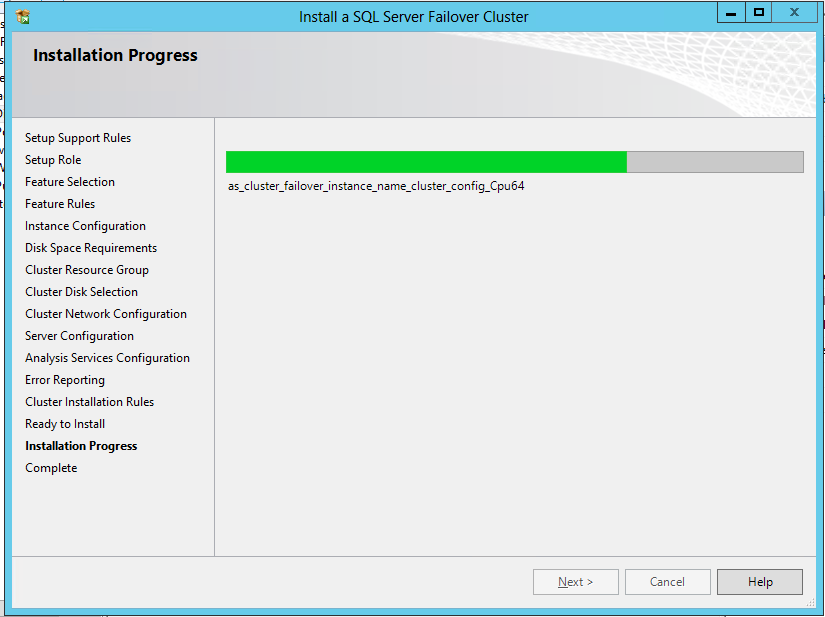 Install a SQL Server Failover Cluster
Installation Progress
Setup Support Rules
Setup Role
Feature Selection
Feature Rules
Instance Configuration
Disk Space Requirements
Cluster Resource Group
Cluster Disk Selection
Cluster Network Configuration
Server Configuration
Analysis Services Configuration
Error Reporting
Cluster Installation Rules
Ready to Install
Installation Progress
Complete
as_cluster_failover_instance_name_cluster_config_Cpu64
Next >
Cancel
Help